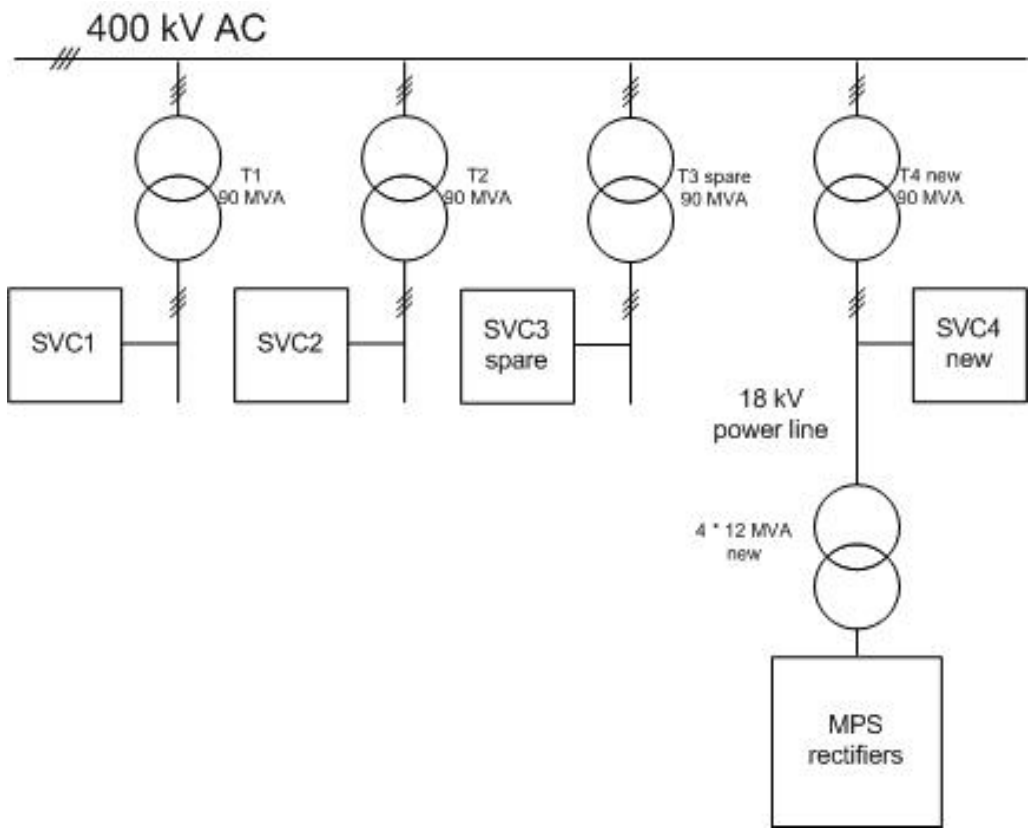 400 kV AC
T1
90 MVA
T2
90 MVA
T3 spare
90 MVA
T4 new
90 MVA
SVC1
SVC2
SVC3
spare
SVC4
new
18 kV
power line
4 * 12 MVA
new
MPS
rectifiers